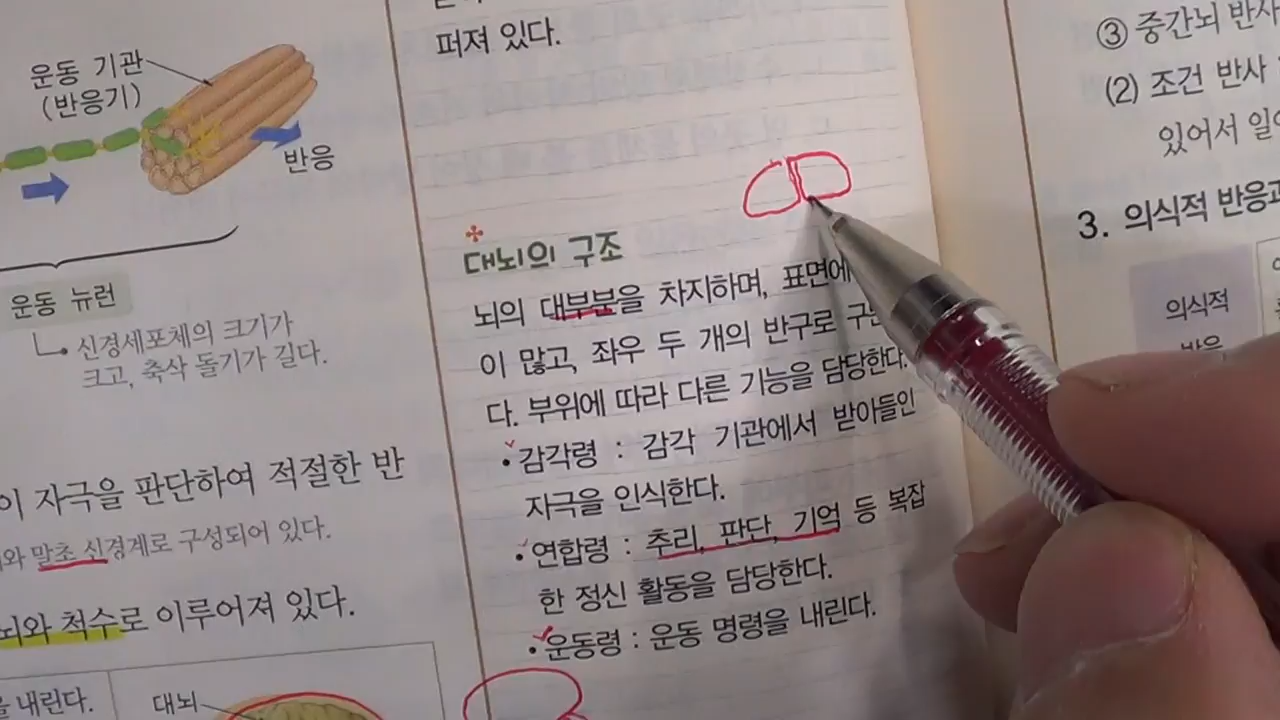 운동 기관
(반응기)
반응
운동 뉴런
신경세포체의 크기가
크고, 축삭 돌기가 길다.
이 자극을 판단하여 적절한 반
말초 신경계로 구성되어 있다.
뇌와 척수로 이루어져 있다.
내린다.
대뇌
퍼져 있다.
대뇌의 구조
뇌의 대부분을 차지하며, 표면에
이 많고, 좌우 두 개의 반구로
다. 부위에 따라 다른 기능을 담당한다.
• 감각령 : 감각 기관에서 받아들인
자극을 인식한다.
• 연합령 : 추리, 판단, 기억 등 복잡
한 정신 활동을 담당한다.
• 운동령 : 운동 명령을 내린다.
③ 중간뇌 반사
(2) 조건 반사
있어서
3. 의식적 반응과
의식적
반응